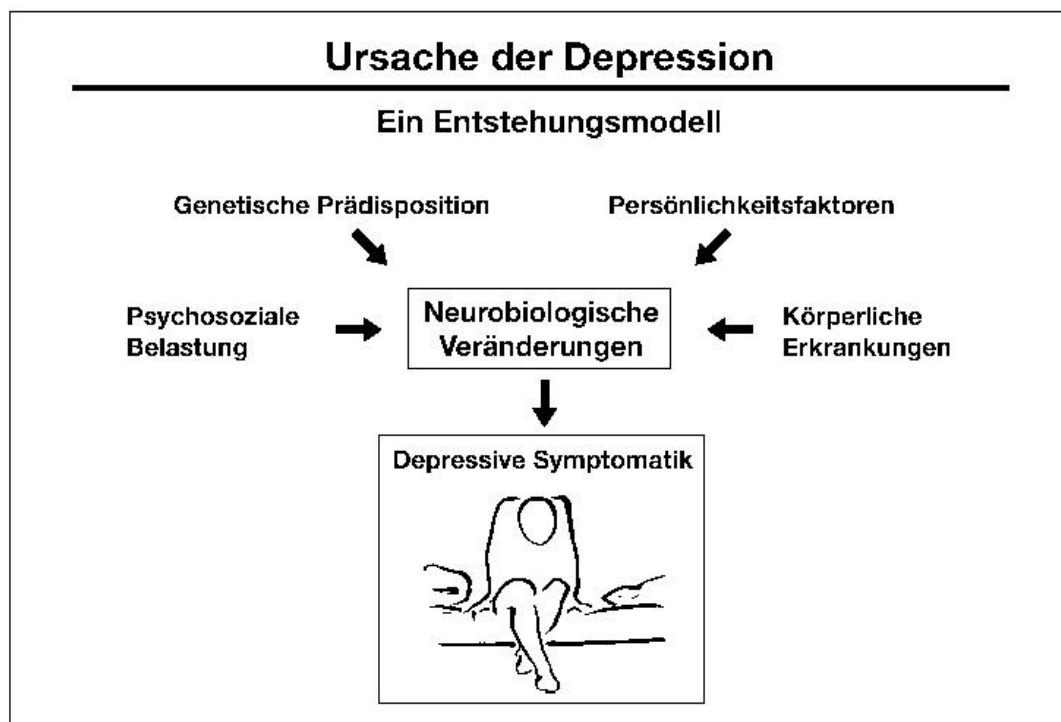 Ursache der Depression
Ein Entstehungsmodell
Genetische Prädisposition
Persönlichkeitsfaktoren
Psychosoziale
Belastung
Neurobiologische
Veränderungen
Körperliche
Erkrankungen
Depressive Symptomatik